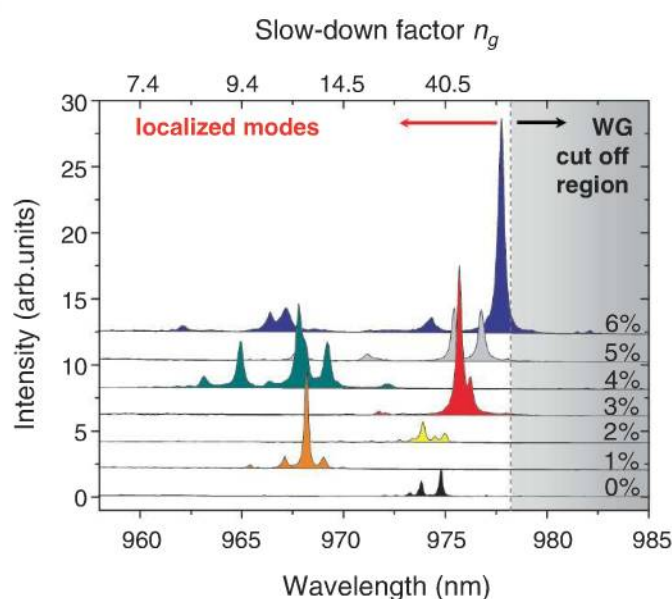 Slow-down factor n_g
7.4 9.4 14.5 40.5
30
25
20
15
10
5
0
Intensity (arb.units)
localized modes
WG
cut off
region
6%
5%
4%
3%
2%
1%
0%
960 965 970 975 980 985
Wavelength (nm)